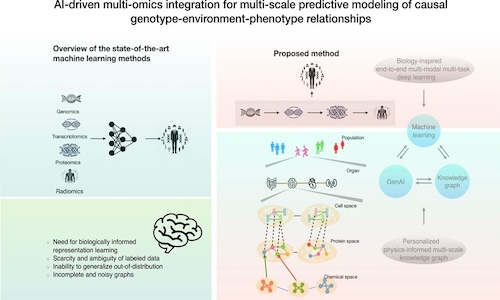 AI-driven multi-omics integration for multi-scale predictive modeling of causal
genotype-environment-phenotype relationships
Overview of the state-of-the-art
machine learning methods
Genomics
Transcriptomics
Proteomics
Radiomics
Need for biologically informed
representation learning
Scarcity and ambiguity of labeled data
Inability to generalize out-of-distribution
Incomplete and noisy graphs
Proposed method
Biology-inspired
end-to-end multi-modal multi-task
deep learning
Population
Organ
Cell space
Protein space
Chemical space
Machine
learning
GenAI
Knowledge
graph
Personalized
physics-informed multi-scale
knowledge graph